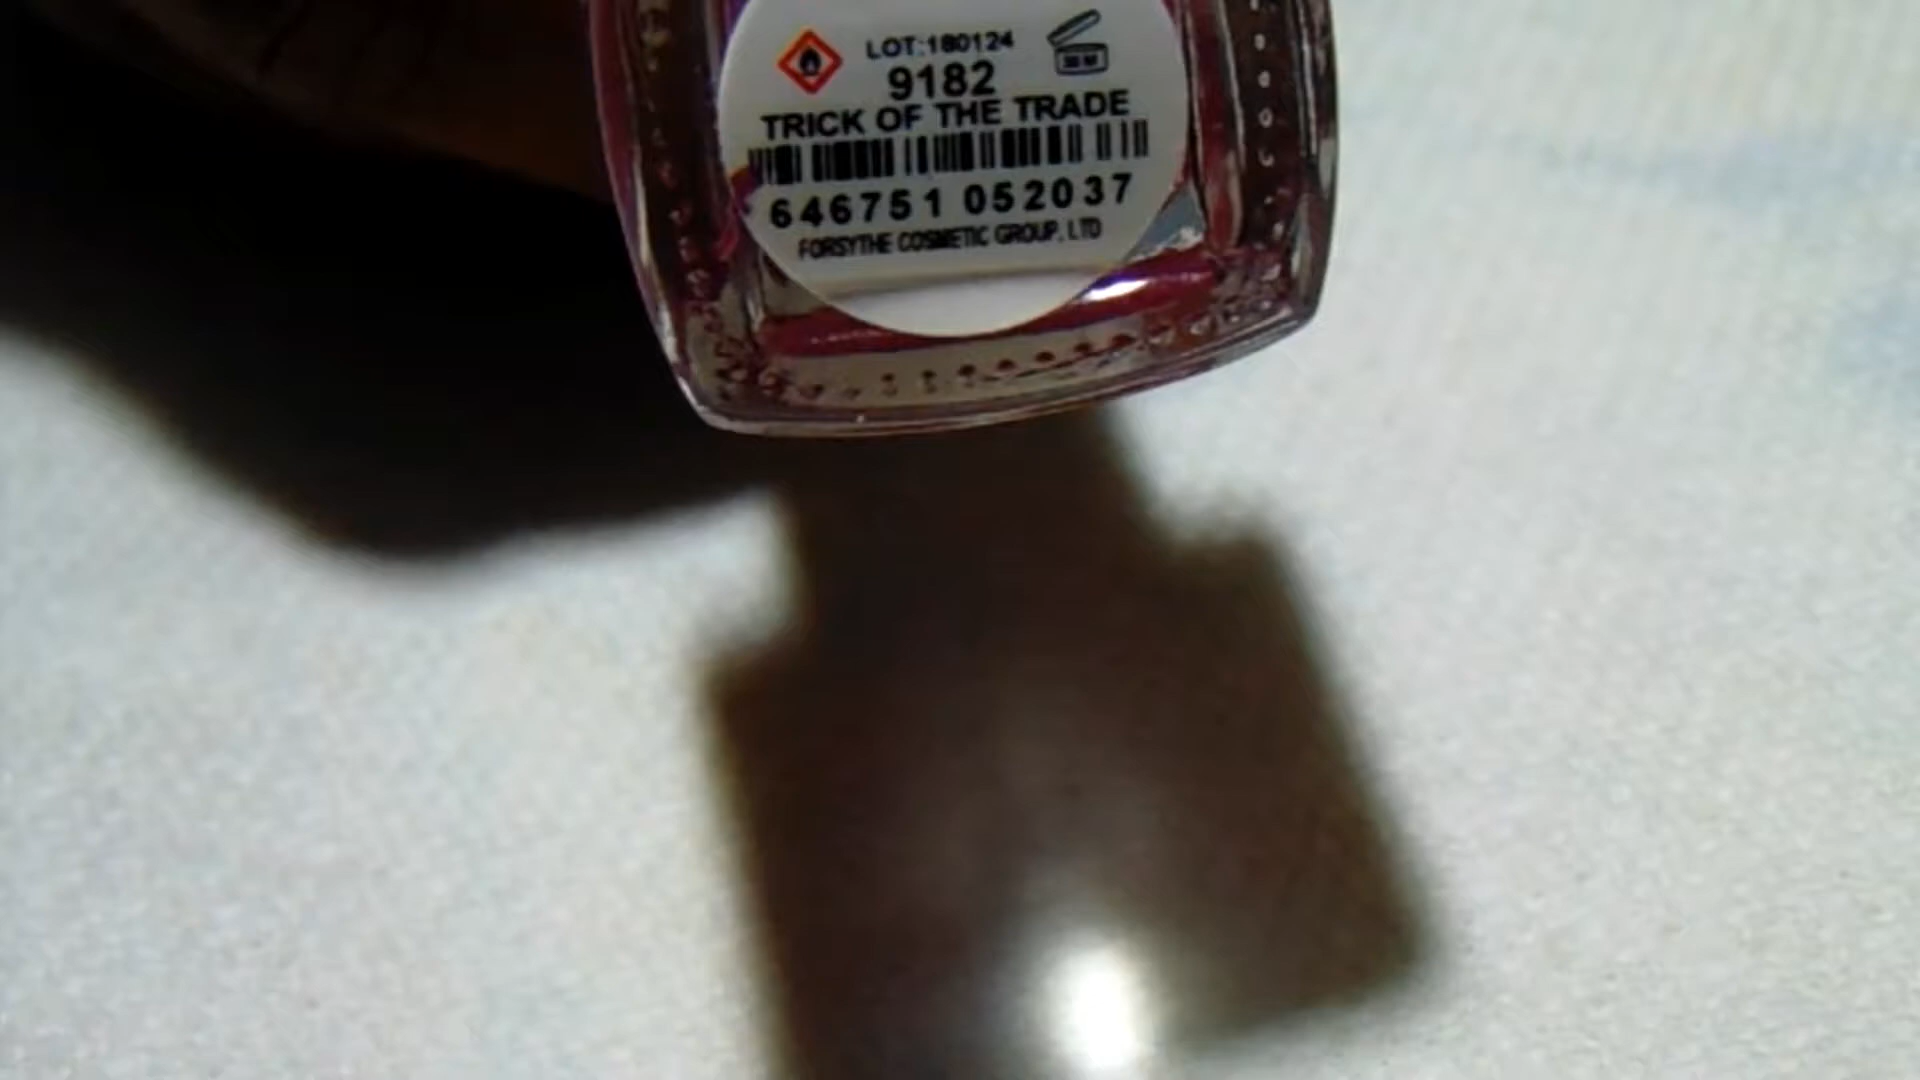 LOT:180124
9182
TRICK OF THE TRADE
646751 052037
FORSYTHE COSMETIC GROUP, LTD